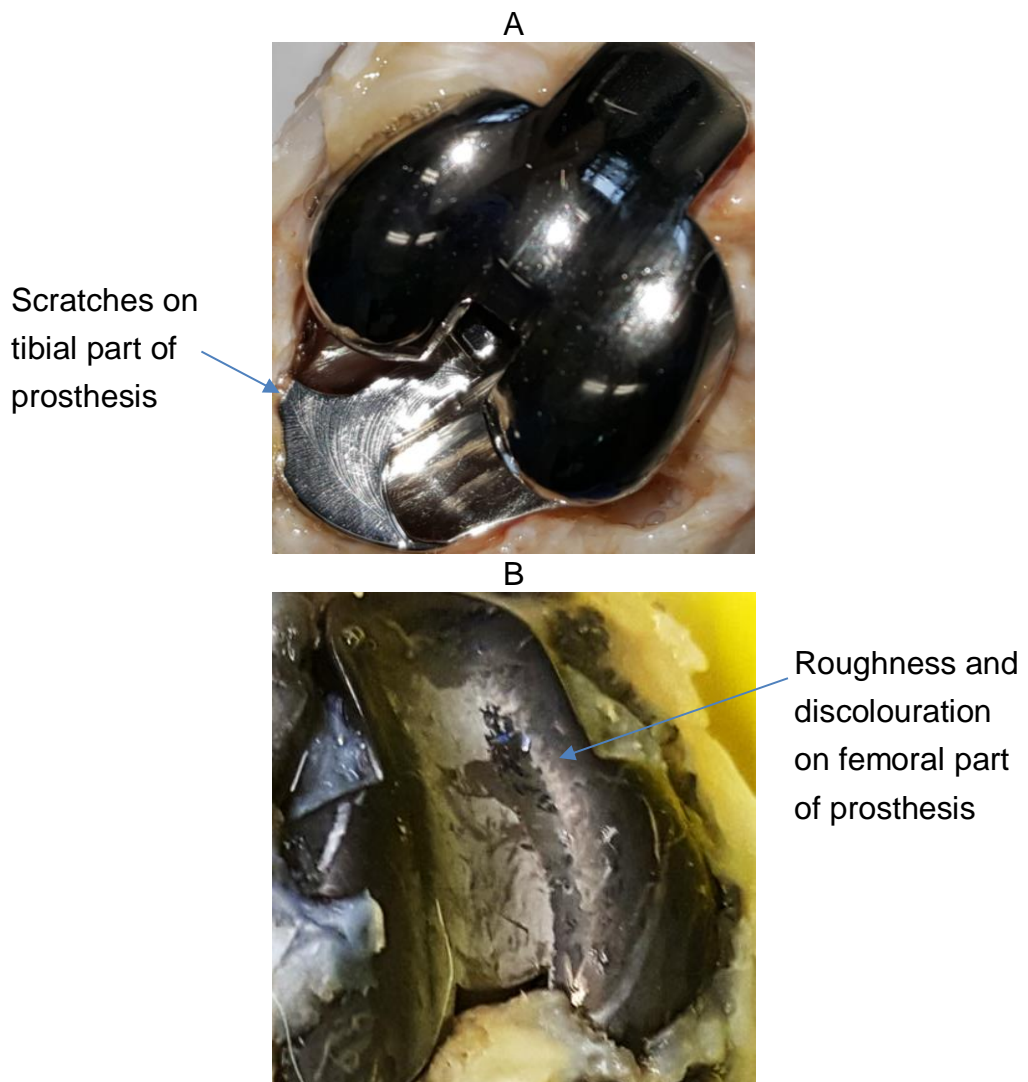 A
Scratches on
tibial part of
prosthesis
B
Roughness and
discolouration
on femoral part
of prosthesis